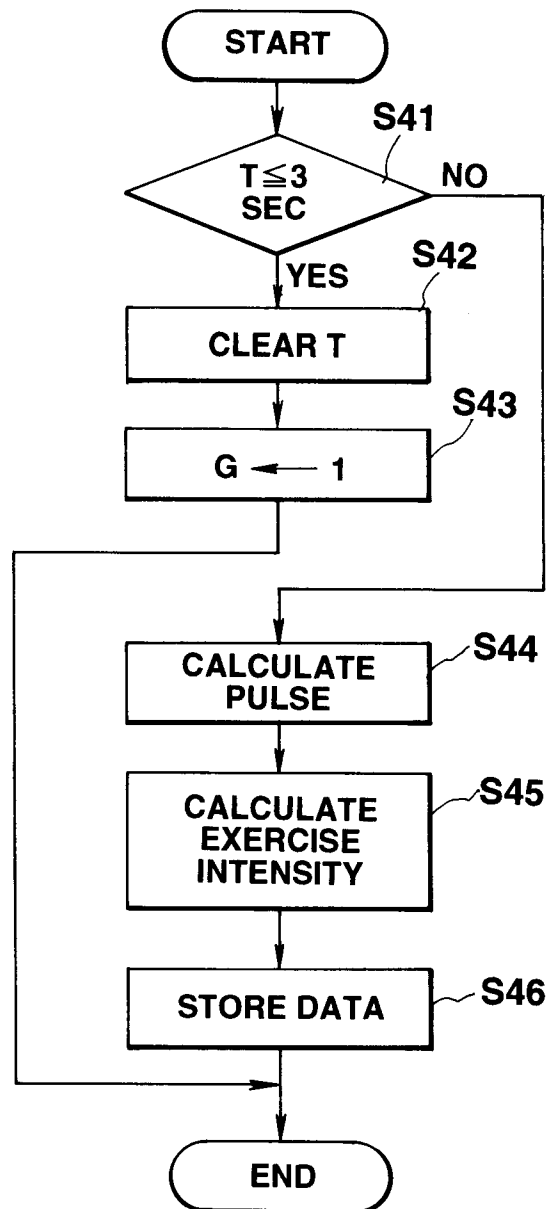 START
S41
T≦3
SEC
NO
YES
S42
CLEAR T
S43
G ← 1
S44
CALCULATE
PULSE
S45
CALCULATE
EXERCISE
INTENSITY
S46
STORE DATA
END